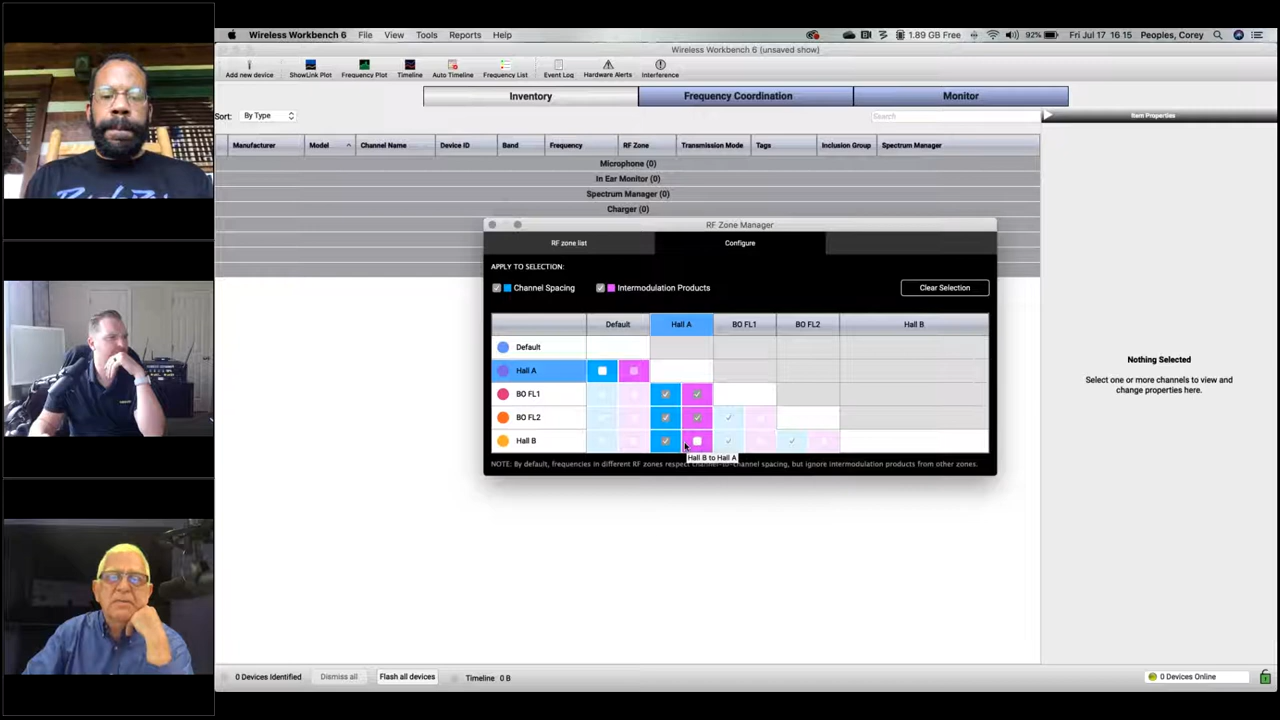 Wireless Workbench 6 File View Tools Reports Help
1.89 GB Free 92% Fri Jul 17 16:15 Peoples, Corey
Wireless Workbench 6 (unsaved show)
Add new device ShowLink Plot Frequency Plot Timeline Auto Timeline Frequency List Event Log Hardware Alerts Interference
Inventory Frequency Coordination Monitor
Sort: By Type Search Item Properties
Manufacturer Model Channel Name Device ID Band Frequency RF Zone Transmission Mode Tags Inclusion Group Spectrum Manager
Microphone (0)
In Ear Monitor (0)
Spectrum Manager (0)
Charger (0)
RF Zone Manager
RF zone list Configure
APPLY TO SELECTION:
Channel Spacing Intermodulation Products Clear Selection
Default Hall A BO FL1 BO FL2 Hall B
Default
Hall A
BO FL1
BO FL2
Hall B
Hall B to Hall A
NOTE: By default, frequencies in different RF zones respect channel-to-channel spacing, but ignore intermodulation products from other zones.
Nothing Selected
Select one or more channels to view and
change properties here.
0 Devices Identified Dismiss all Flash all devices Timeline 0 B 0 Devices Online